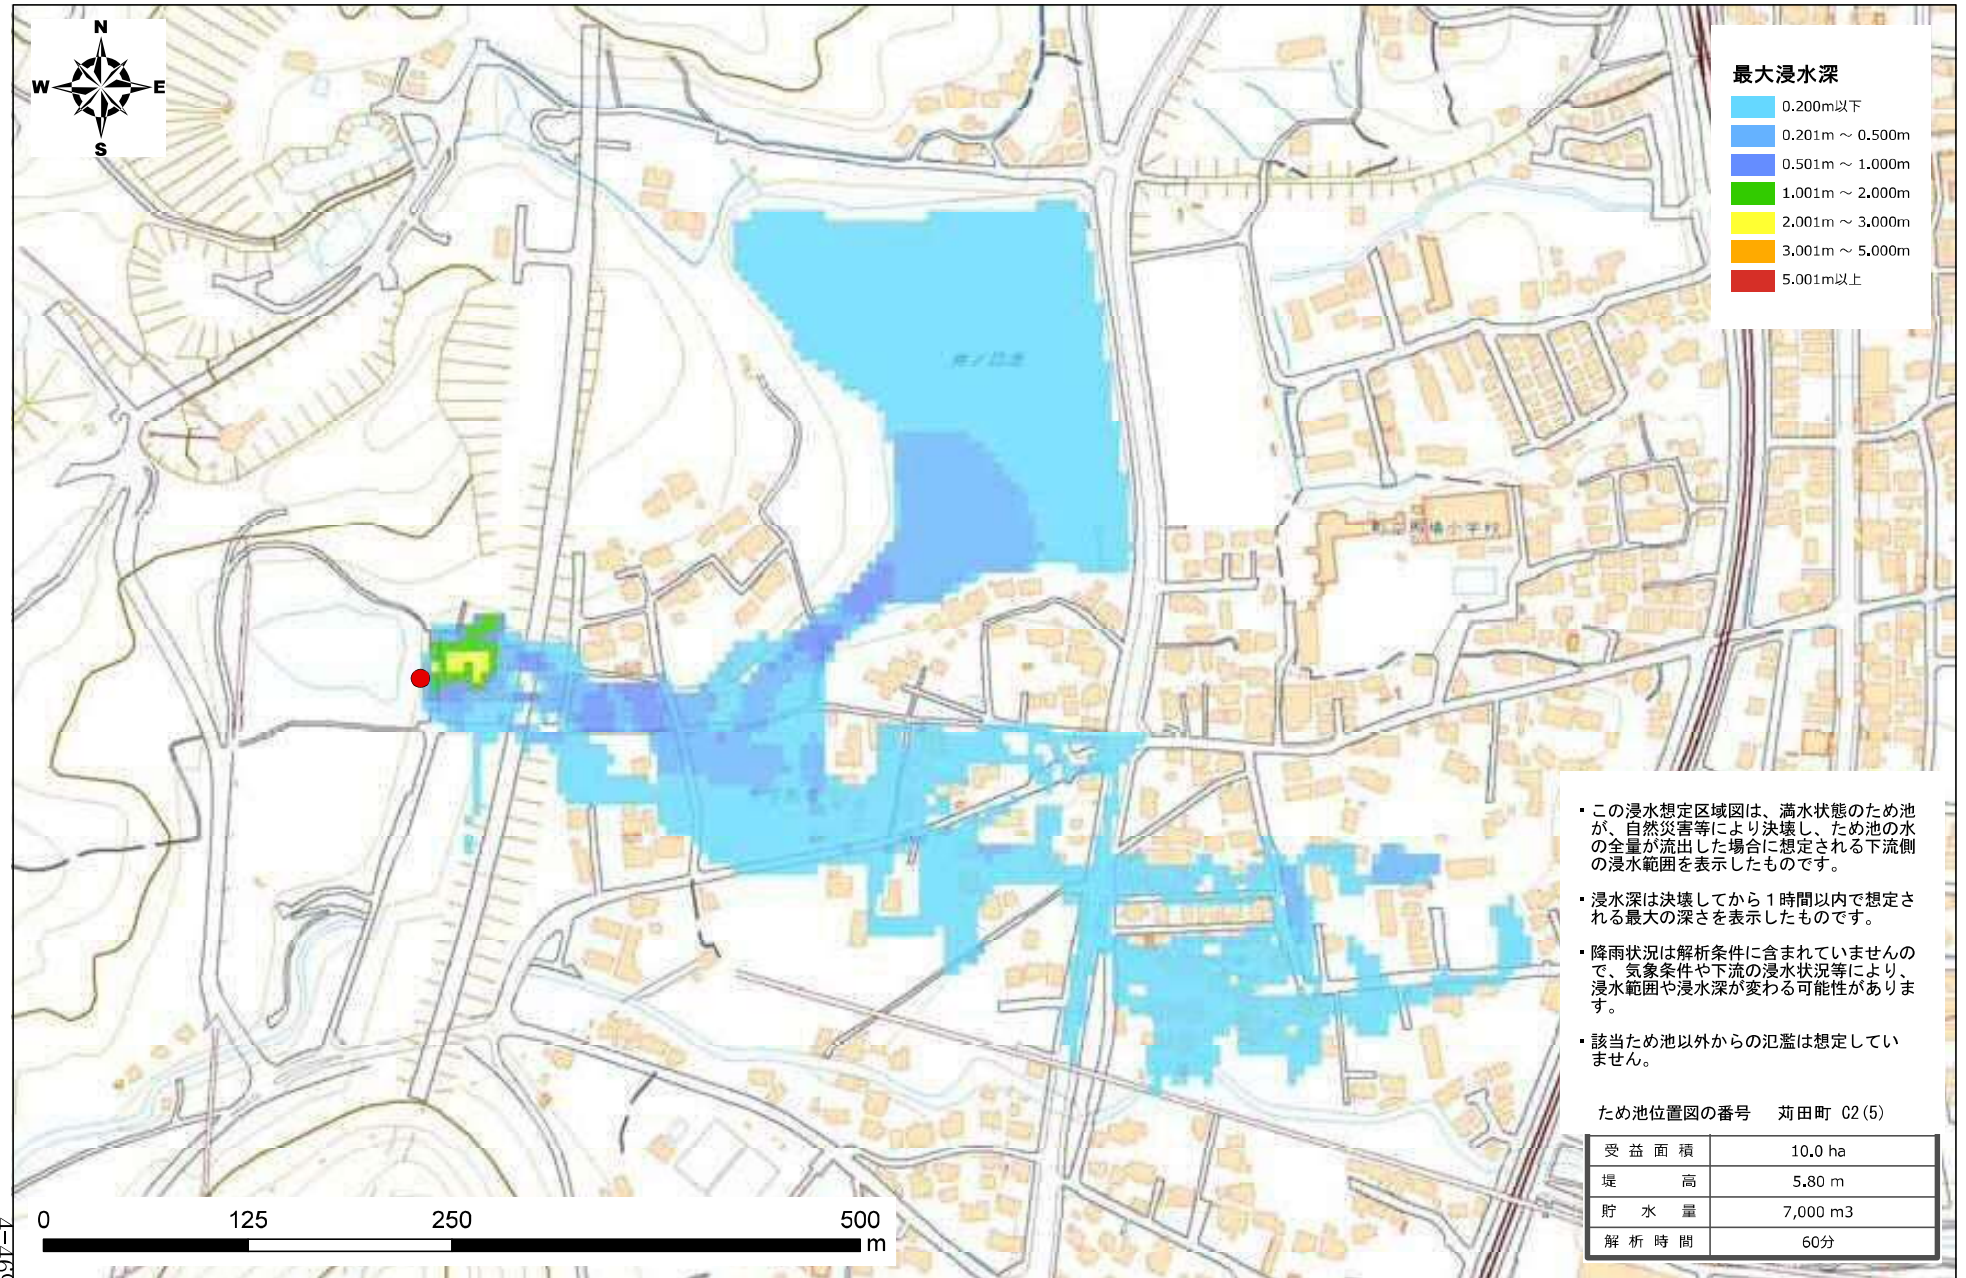 N
W
E
S
最大浸水深
0.200m以下
0.201m ～ 0.500m
0.501m ～ 1.000m
1.001m ～ 2.000m
2.001m ～ 3.000m
3.001m ～ 5.000m
5.001m以上
小学校
・この浸水想定区域図は、満水状態のため池
が、自然災害等により決壊し、ため池の水
の全量が流出した場合に想定される下流側
の浸水範囲を表示したものです。
・浸水深は決壊してから１時間以内で想定さ
れる最大の深さを表示したものです。
・降雨状況は解析条件に含まれていませんの
で、気象条件や下流の浸水状況等により、
浸水範囲や浸水深が変わる可能性がありま
す。
・該当ため池以外からの氾濫は想定してい
ません。
ため池位置図の番号 苅田町 C2(5)
受益面積 10.0 ha
堤高 5.80 m
貯水量 7,000 m3
解析時間 60分
0 125 250 500
m